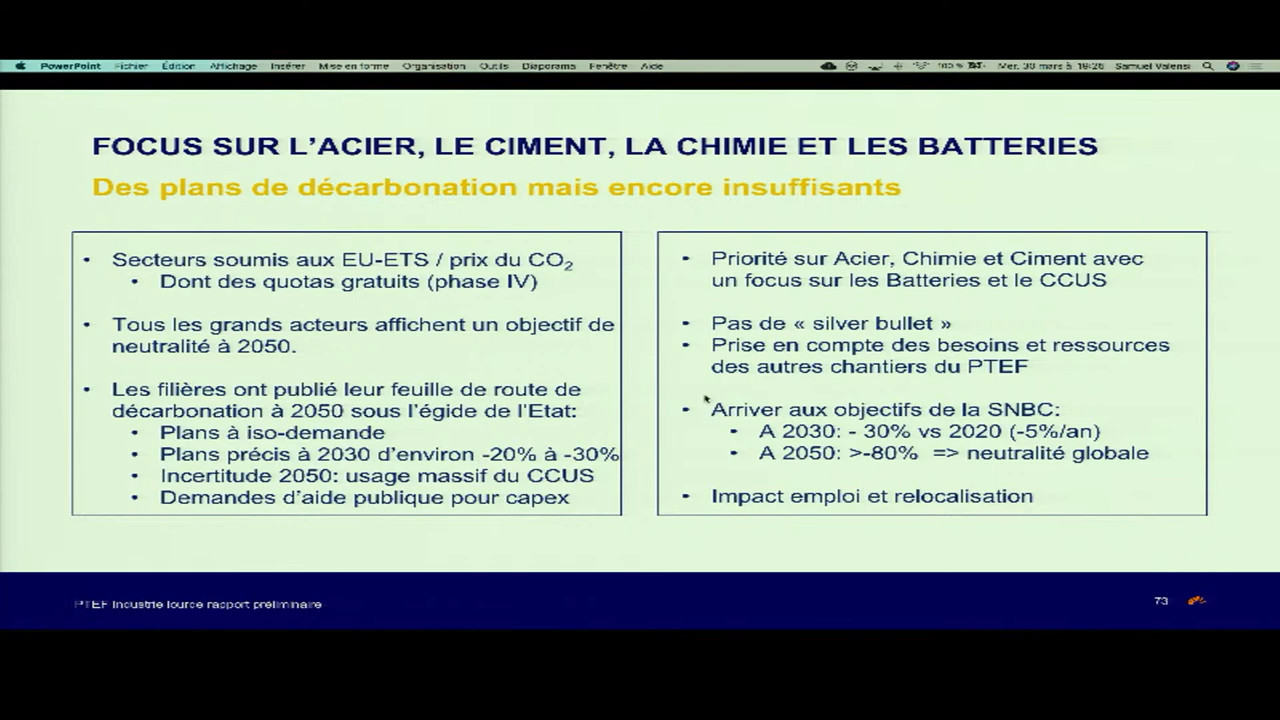 PowerPoint Fichier Édition Affichage Insérer Mise en forme Organisation Outils Diaporama Fenêtre Aide 100 % Mer. 30 mars à Samuel Valensi
FOCUS SUR L'ACIER, LE CIMENT, LA CHIMIE ET LES BATTERIES
Des plans de décarbonation mais encore insuffisants
• Secteurs soumis aux EU-ETS / prix du CO₂
• Dont des quotas gratuits (phase IV)
• Tous les grands acteurs affichent un objectif de
neutralité à 2050.
• Les filières ont publié leur feuille de route de
décarbonation à 2050 sous l'égide de l'Etat:
• Plans à iso-demande
• Plans précis à 2030 d'environ -20% à -30%
• Incertitude 2050: usage massif du CCUS
• Demandes d'aide publique pour capex
• Priorité sur Acier, Chimie et Ciment avec
un focus sur les Batteries et le CCUS
• Pas de « silver bullet »
• Prise en compte des besoins et ressources
des autres chantiers du PTEF
• Arriver aux objectifs de la SNBC:
• A 2030: - 30% vs 2020 (-5%/an)
• A 2050: >-80% => neutralité globale
• Impact emploi et relocalisation
PTEF Industrie lourde rapport préliminaire
73